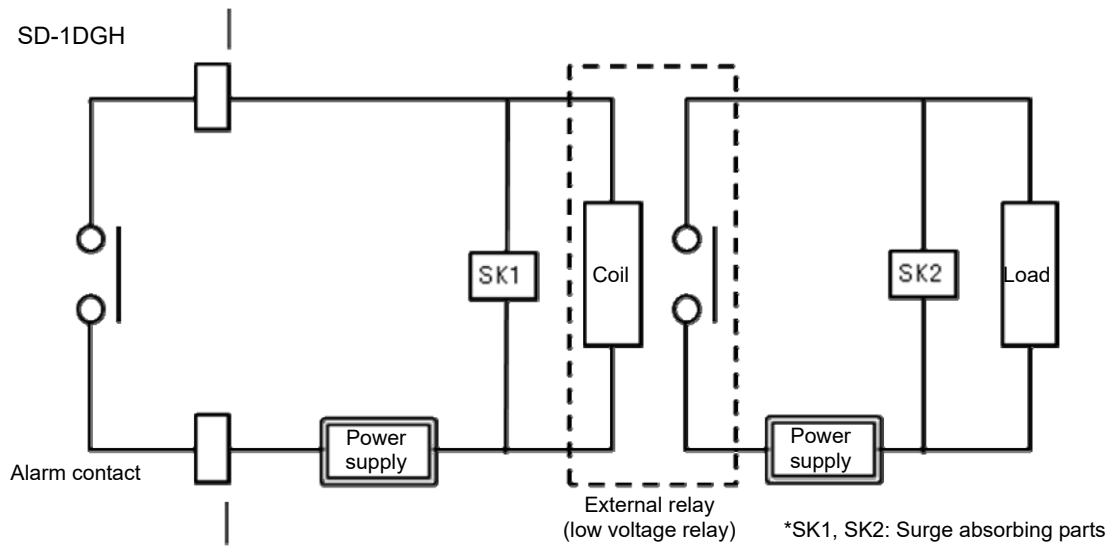 SD-1DGH
SK1
Coil
SK2
Load
Power
supply
Power
supply
Alarm contact
External relay
(low voltage relay)
*SK1, SK2: Surge absorbing parts